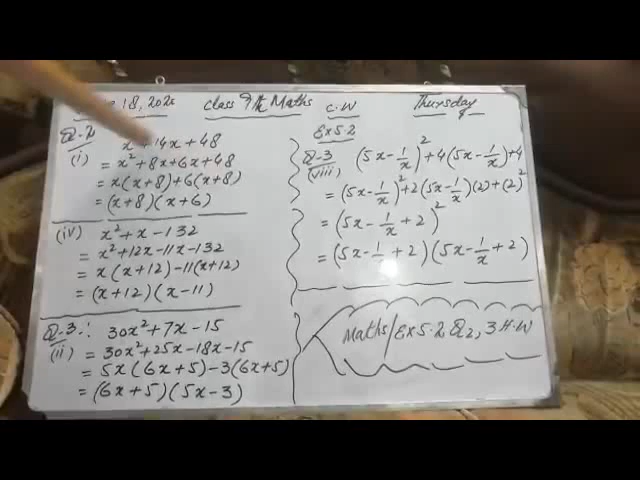 18, 202
class 9th Maths
C.W
Thursday
Q-2
(i) x² + 14x + 48
= x² + 8x + 6x + 48
= x(x+8) + 6(x+8)
= (x+8)(x+6)
(iv) x² + x - 132
= x² + 12x - 11x - 132
= x(x+12) - 11(x+12)
= (x+12)(x-11)
Q-3 :· 30x² + 7x - 15
(ii) = 30x² + 25x - 18x - 15
= 5x(6x+5) - 3(6x+5)
= (6x+5)(5x-3)
Ex 5.2
Q-3 (viii) (5x - 1/x)² + 4(5x - 1/x) + 4
= (5x - 1/x)² + 2(5x - 1/x)(2) + (2)²
= (5x - 1/x + 2)²
= (5x - 1/x + 2)(5x - 1/x + 2)
Maths/Ex 5.2 Q2, 3 H.W